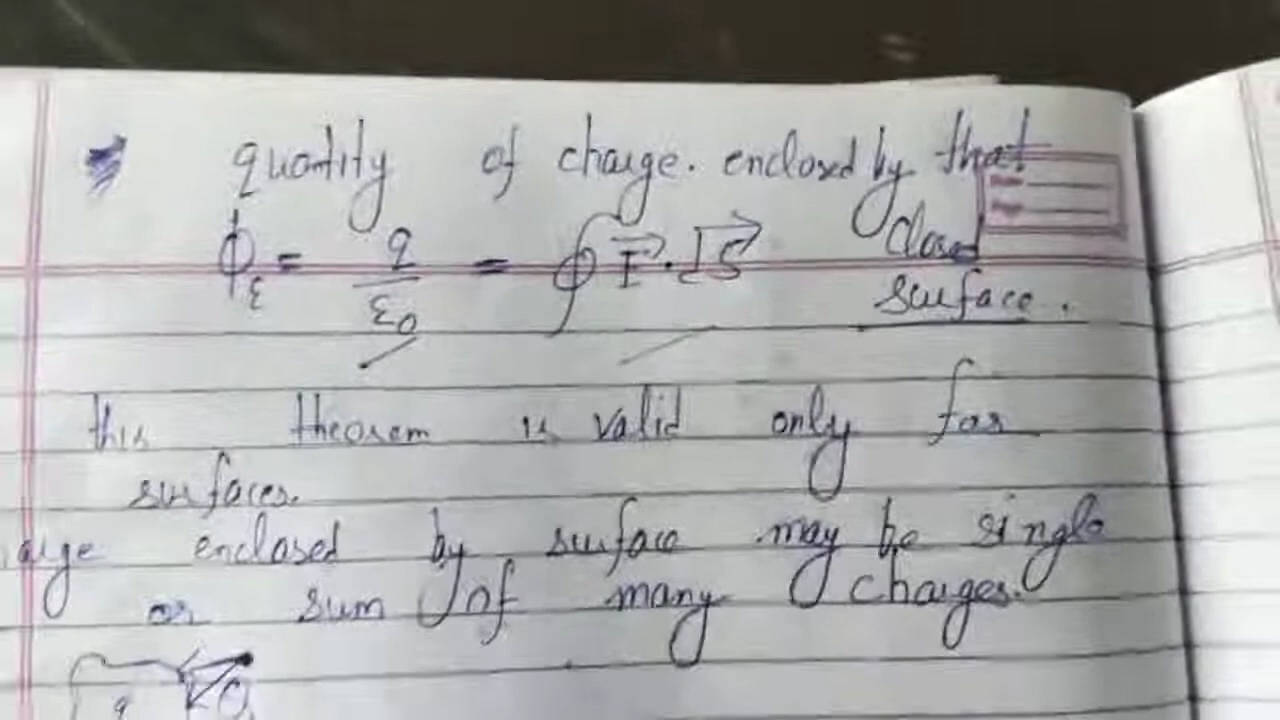 quantity of charge. enclosed by that
closed
surface.
ϕ_ε = q/ε₀ = ∮ E⃗ · dS⃗
this theorem is valid only for
surfaces.
enclosed by surface may be single
or sum of many charges.
q